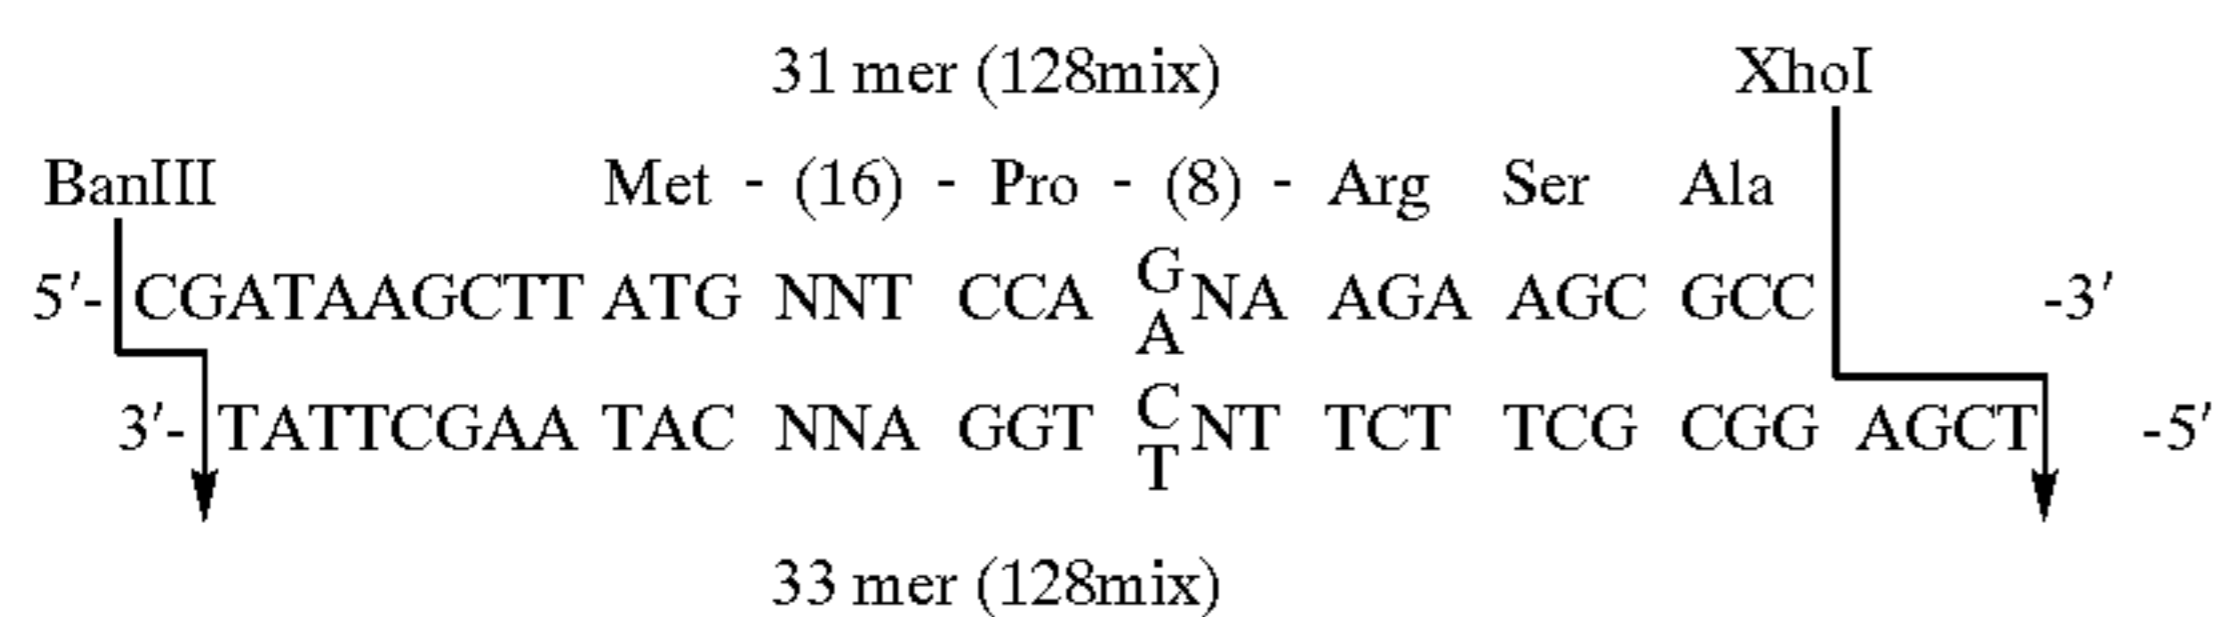 31 mer (128mix) XhoI
BanIII Met - (16) - Pro - (8) - Arg Ser Ala
G
5′- CGATAAGCTT ATG NNT CCA NA AGA AGC GCC -3′
A
C
3′- TATTCGAA TAC NNA GGT NT TCT TCG CGG AGCT -5′
T
33 mer (128mix)